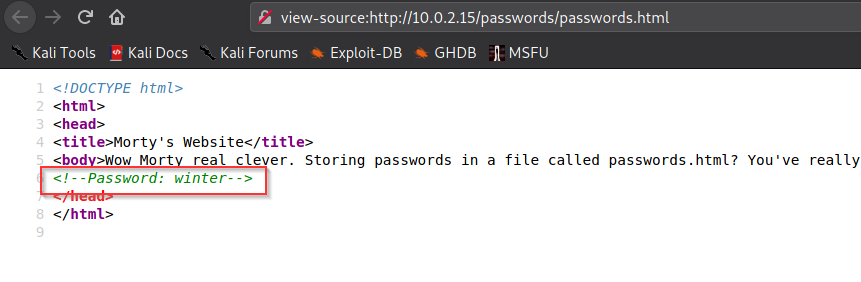 view-source:http://10.0.2.15/passwords/passwords.html
Kali Tools Kali Docs Kali Forums Exploit-DB GHDB MSFU
1 <!DOCTYPE html>
2 <html>
3 <head>
4 <title>Morty's Website</title>
5 <body>Wow Morty real clever. Storing passwords in a file called passwords.html? You've really
<!--Password: winter-->
7 </head>
8 </html>
9